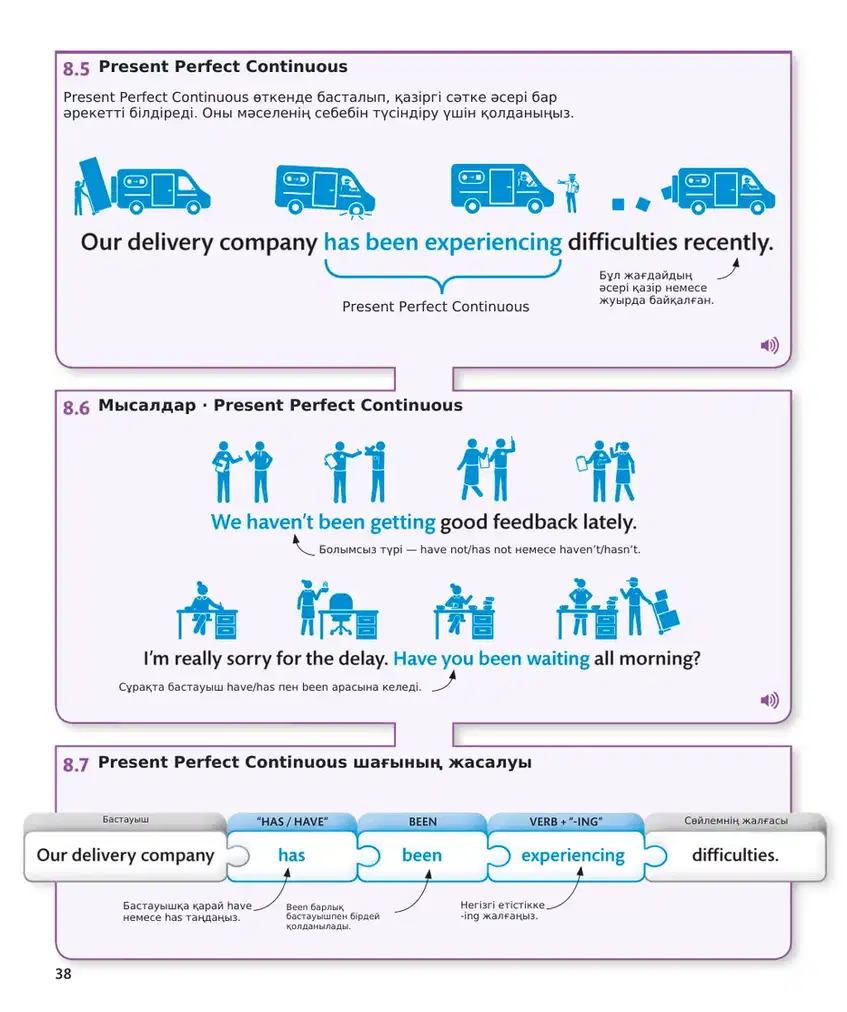 8.5 Present Perfect Continuous
Present Perfect Continuous өткенде басталып, қазіргі сәтке әсері бар
әрекетті білдіреді. Оны мәселенің себебін түсіндіру үшін қолданыңыз.
Our delivery company has been experiencing difficulties recently.
Бұл жағдайдың
әсері қазір немесе
жуырда байқалған.
Present Perfect Continuous
8.6 Мысалдар · Present Perfect Continuous
We haven’t been getting good feedback lately.
Болымсыз түрі — have not/has not немесе haven’t/hasn’t.
I’m really sorry for the delay. Have you been waiting all morning?
Сұрақта бастауыш have/has пен been арасына келеді.
8.7 Present Perfect Continuous шағының жасалуы
Бастауыш
“HAS / HAVE”
BEEN
VERB + “-ING”
Сөйлемнің жалғасы
Our delivery company
has
been
experiencing
difficulties.
Бастауышқа қарай have
немесе has таңдаңыз.
Been барлық
бастауышпен бірдей
қолданылады.
Негізгі етістікке
-ing жалғаңыз.
38